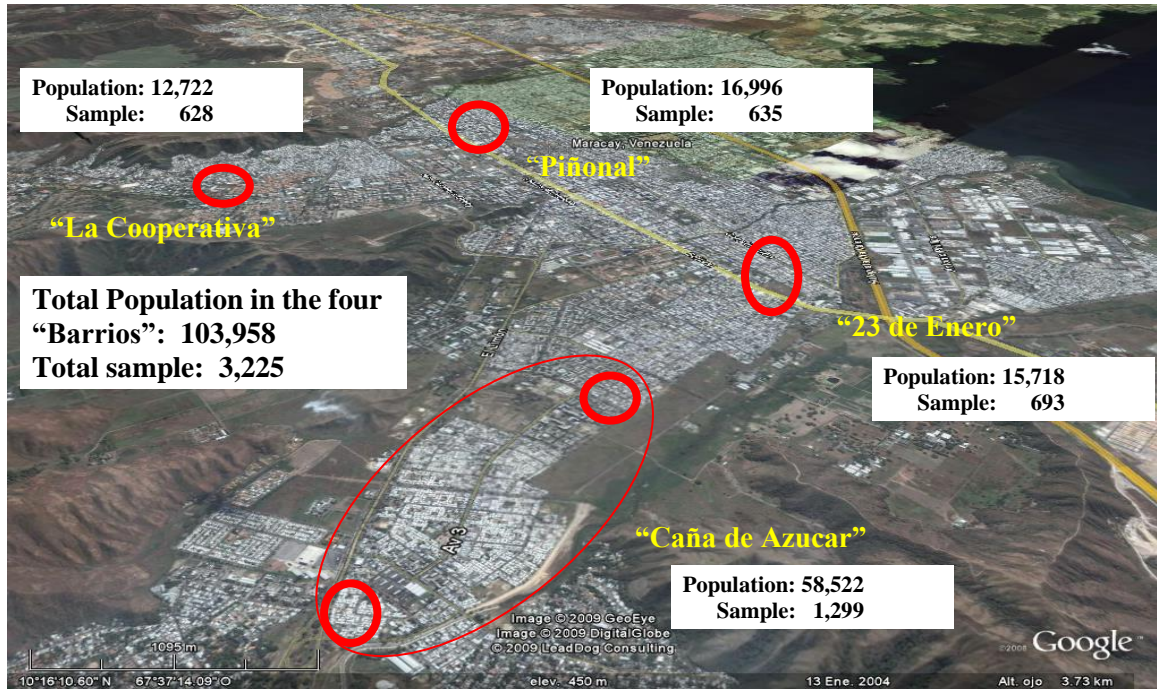 Population: 12,722
Sample: 628
Population: 16,996
Sample: 635
Maracay, Venezuela
“Piñonal”
“La Cooperativa”
Total Population in the four
“Barrios”: 103,958
Total sample: 3,225
“23 de Enero”
Population: 15,718
Sample: 693
Av 3
“Caña de Azucar”
Population: 58,522
Sample: 1,299
Image © 2009 GeoEye
Image © 2009 DigitalGlobe
© 2009 LeadDog Consulting
©2008 Google
1095 m
10°16'10.60" N 67°37'14.09" O elev. 450 m 13 Ene. 2004 Alt. ojo 3.73 km